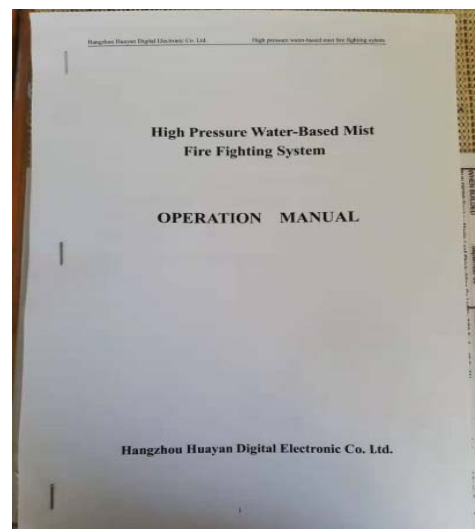 Hangzhou Huayan Digital Electronic Co. Ltd. High pressure water-based mist fire fighting system
High Pressure Water-Based Mist
Fire Fighting System
OPERATION MANUAL
Hangzhou Huayan Digital Electronic Co. Ltd.
1